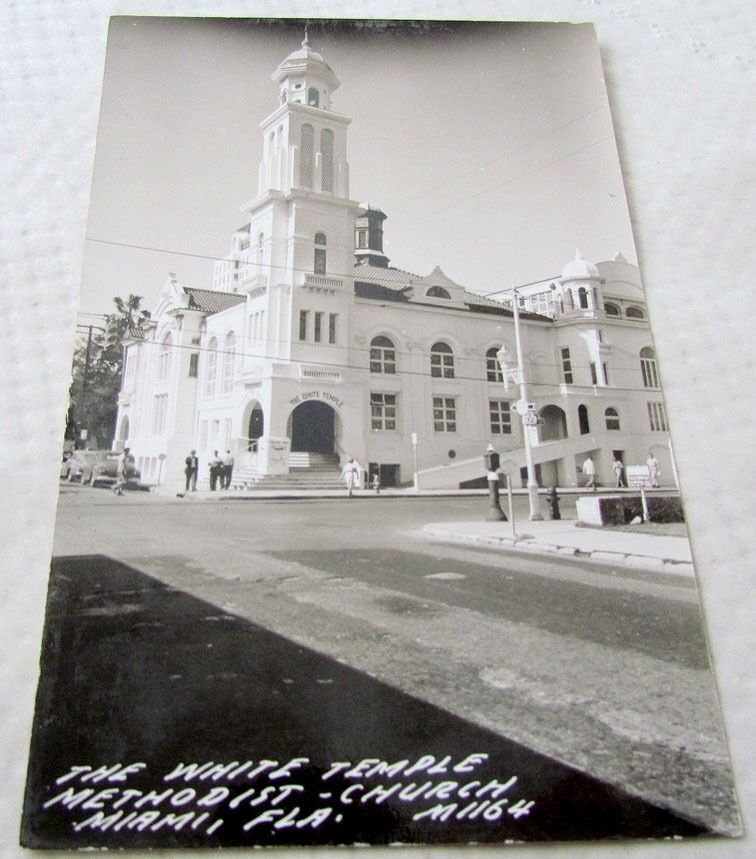 THE WHITE TEMPLE
THE WHITE TEMPLE
METHODIST - CHURCH
MIAMI, FLA. M1164